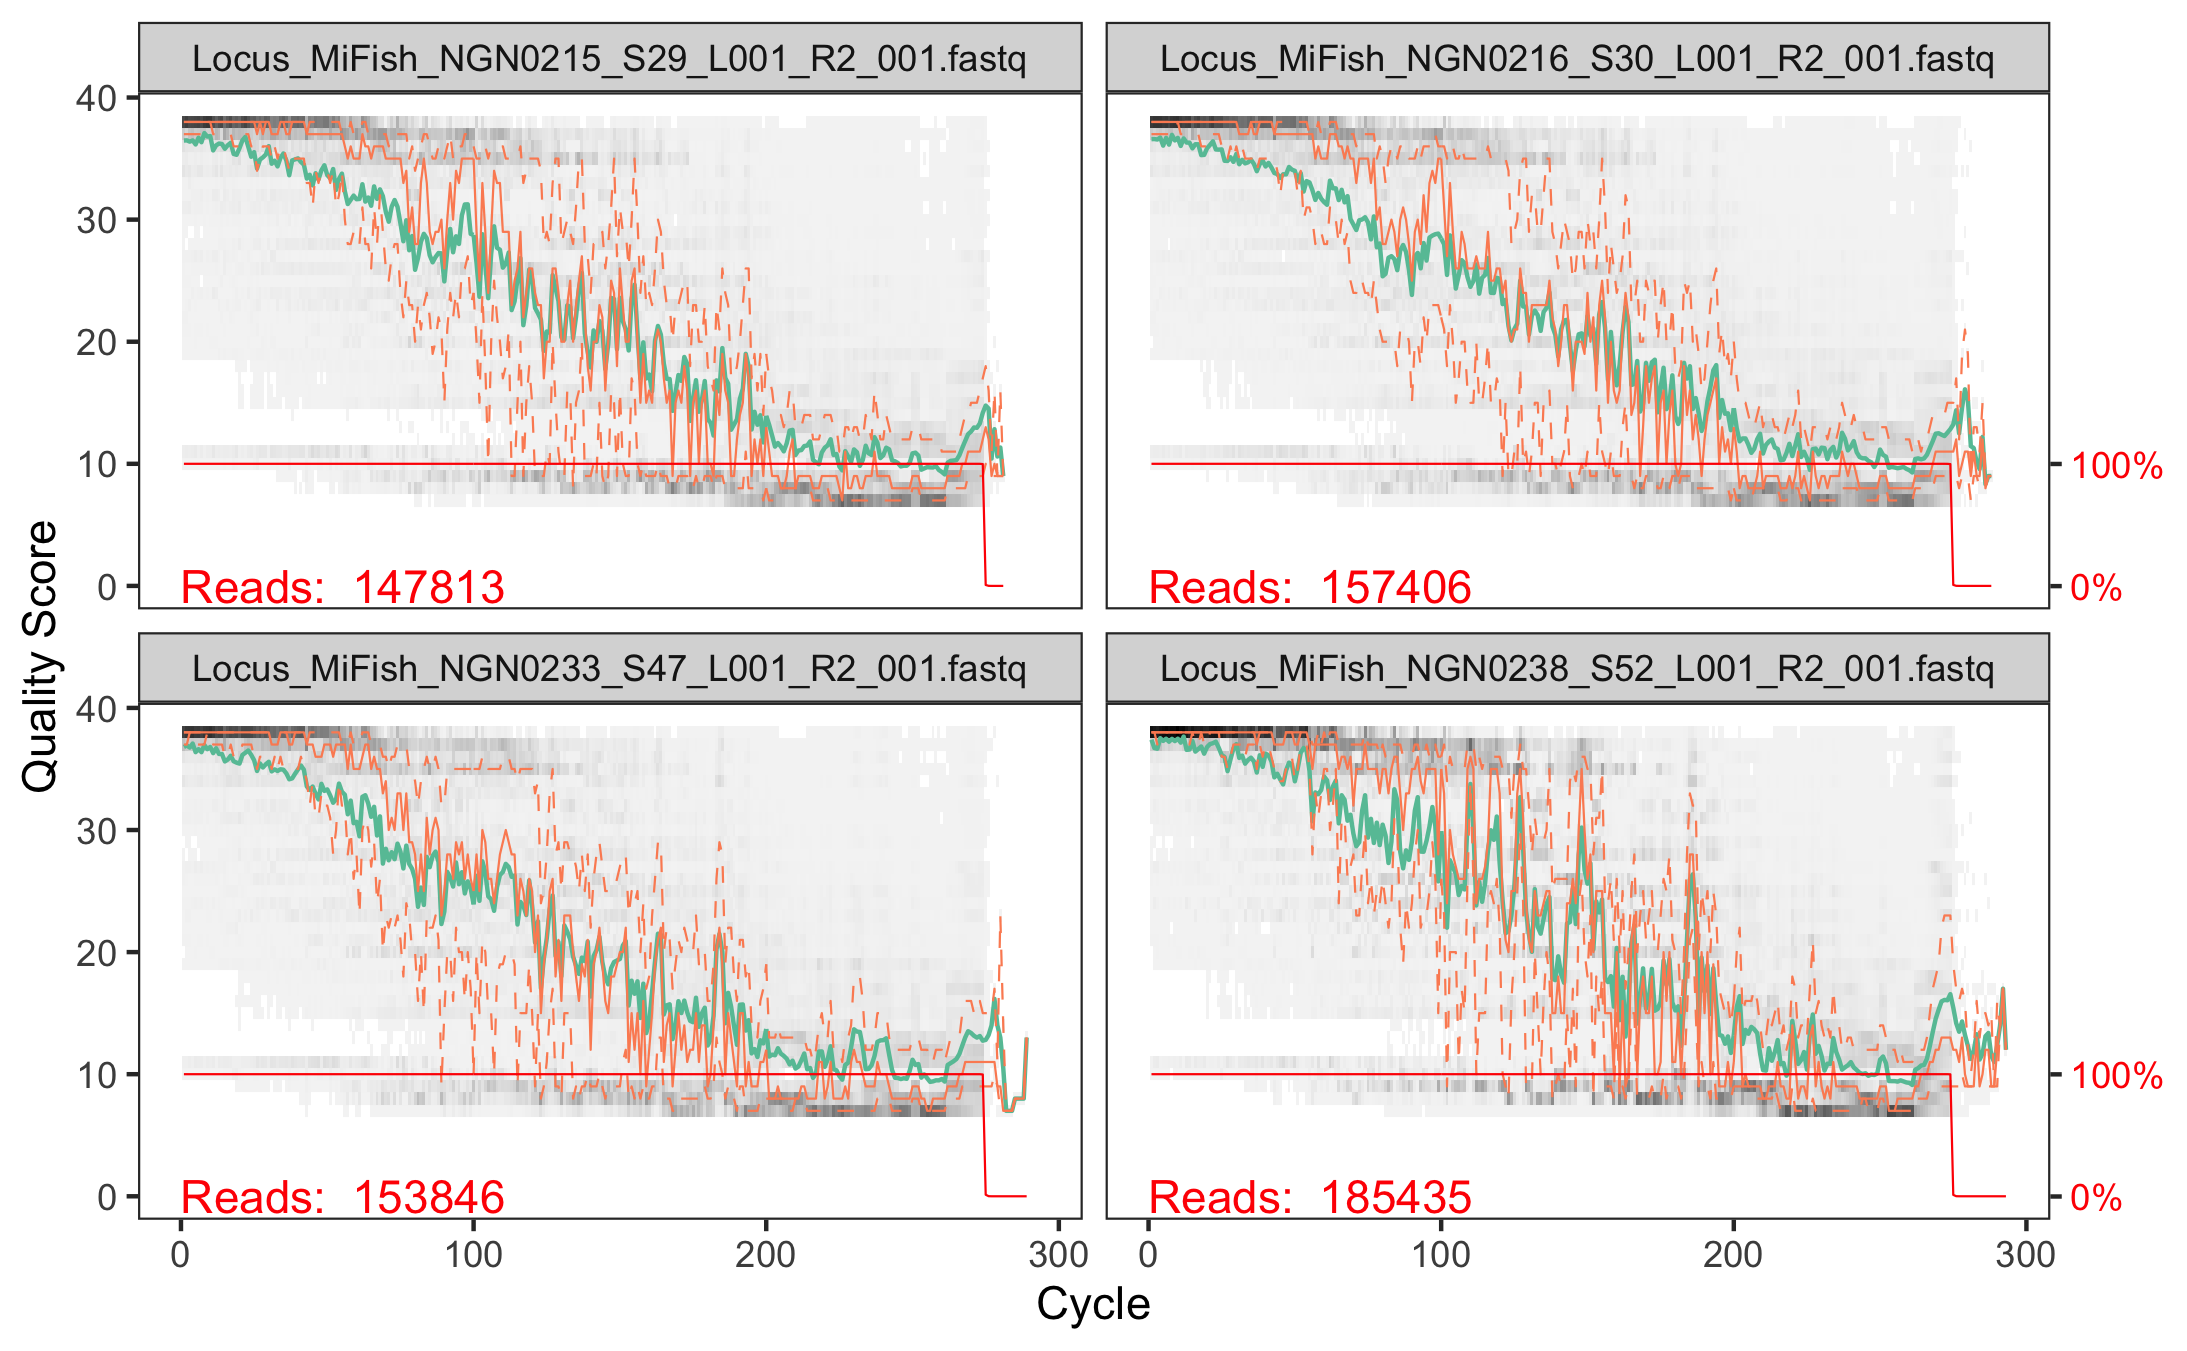 Locus_MiFish_NGN0215_S29_L001_R2_001.fastq
Locus_MiFish_NGN0216_S30_L001_R2_001.fastq
40
30
20
10
0
Reads: 147813
Reads: 157406
100%
0%
Quality Score
Locus_MiFish_NGN0233_S47_L001_R2_001.fastq
Locus_MiFish_NGN0238_S52_L001_R2_001.fastq
40
30
20
10
0
Reads: 153846
Reads: 185435
100%
0%
0 100 200 300
0 100 200 300
Cycle